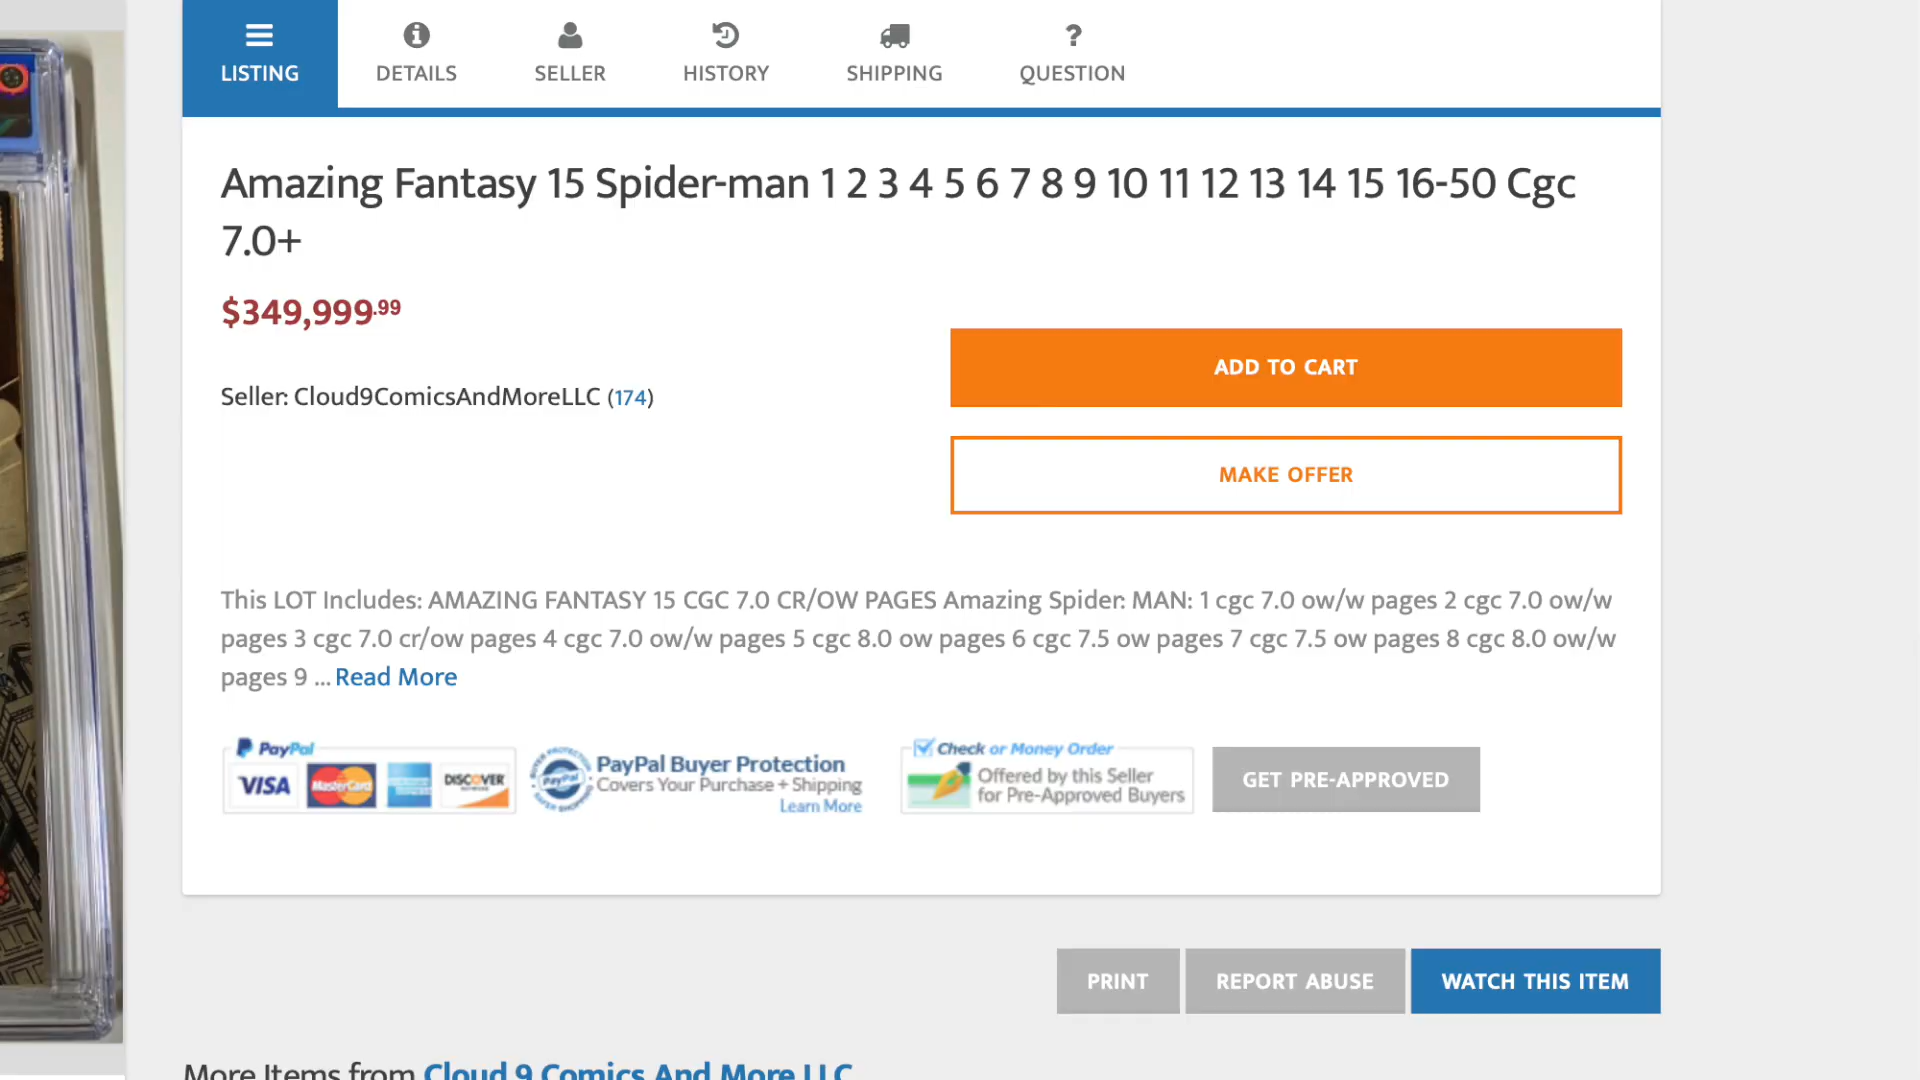 LISTING
DETAILS
SELLER
HISTORY
SHIPPING
? QUESTION
Amazing Fantasy 15 Spider-man 1 2 3 4 5 6 7 8 9 10 11 12 13 14 15 16-50 Cgc
7.0+
$349,999.99
ADD TO CART
Seller: Cloud9ComicsAndMoreLLC (174)
MAKE OFFER
This LOT Includes: AMAZING FANTASY 15 CGC 7.0 CR/OW PAGES Amazing Spider: MAN: 1 cgc 7.0 ow/w pages 2 cgc 7.0 ow/w
pages 3 cgc 7.0 cr/ow pages 4 cgc 7.0 ow/w pages 5 cgc 8.0 ow pages 6 cgc 7.5 ow pages 7 cgc 7.5 ow pages 8 cgc 8.0 ow/w
pages 9 ... Read More
PayPal
VISA MasterCard DISCOVER
PayPal Buyer Protection
Covers Your Purchase + Shipping
Learn More
Check or Money Order
Offered by this Seller
for Pre-Approved Buyers
GET PRE-APPROVED
PRINT
REPORT ABUSE
WATCH THIS ITEM
More Items from Cloud 9 Comics And More LLC